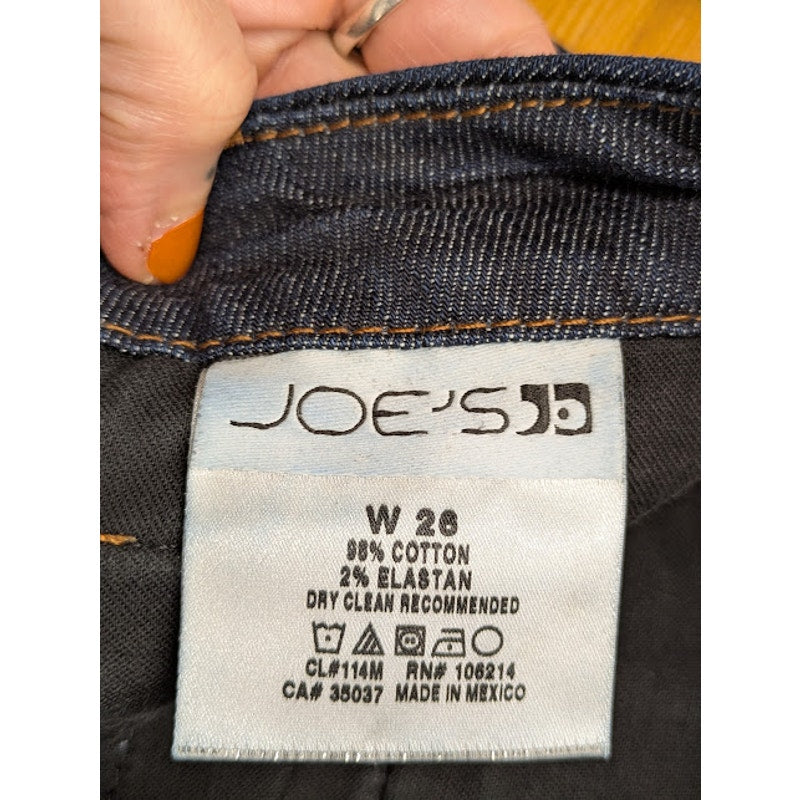 JOE'S
W 26
98% COTTON
2% ELASTAN
DRY CLEAN RECOMMENDED
CL#114M RN# 106214
CA# 35037 MADE IN MEXICO